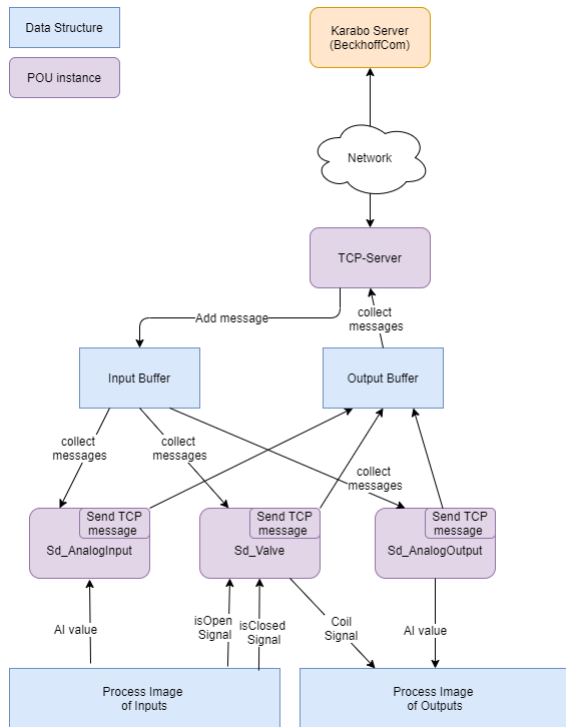 Data Structure
Karabo Server
(BeckhoffCom)
POU instance
Network
TCP-Server
Add message
collect
messages
Input Buffer
Output Buffer
collect
messages
collect
messages
collect
messages
Send TCP
message
Sd_AnalogInput
Send TCP
message
Sd_Valve
Send TCP
message
Sd_AnalogOutput
AI value
isOpen
Signal
isClosed
Signal
Coil
Signal
AI value
Process Image
of Inputs
Process Image
of Outputs